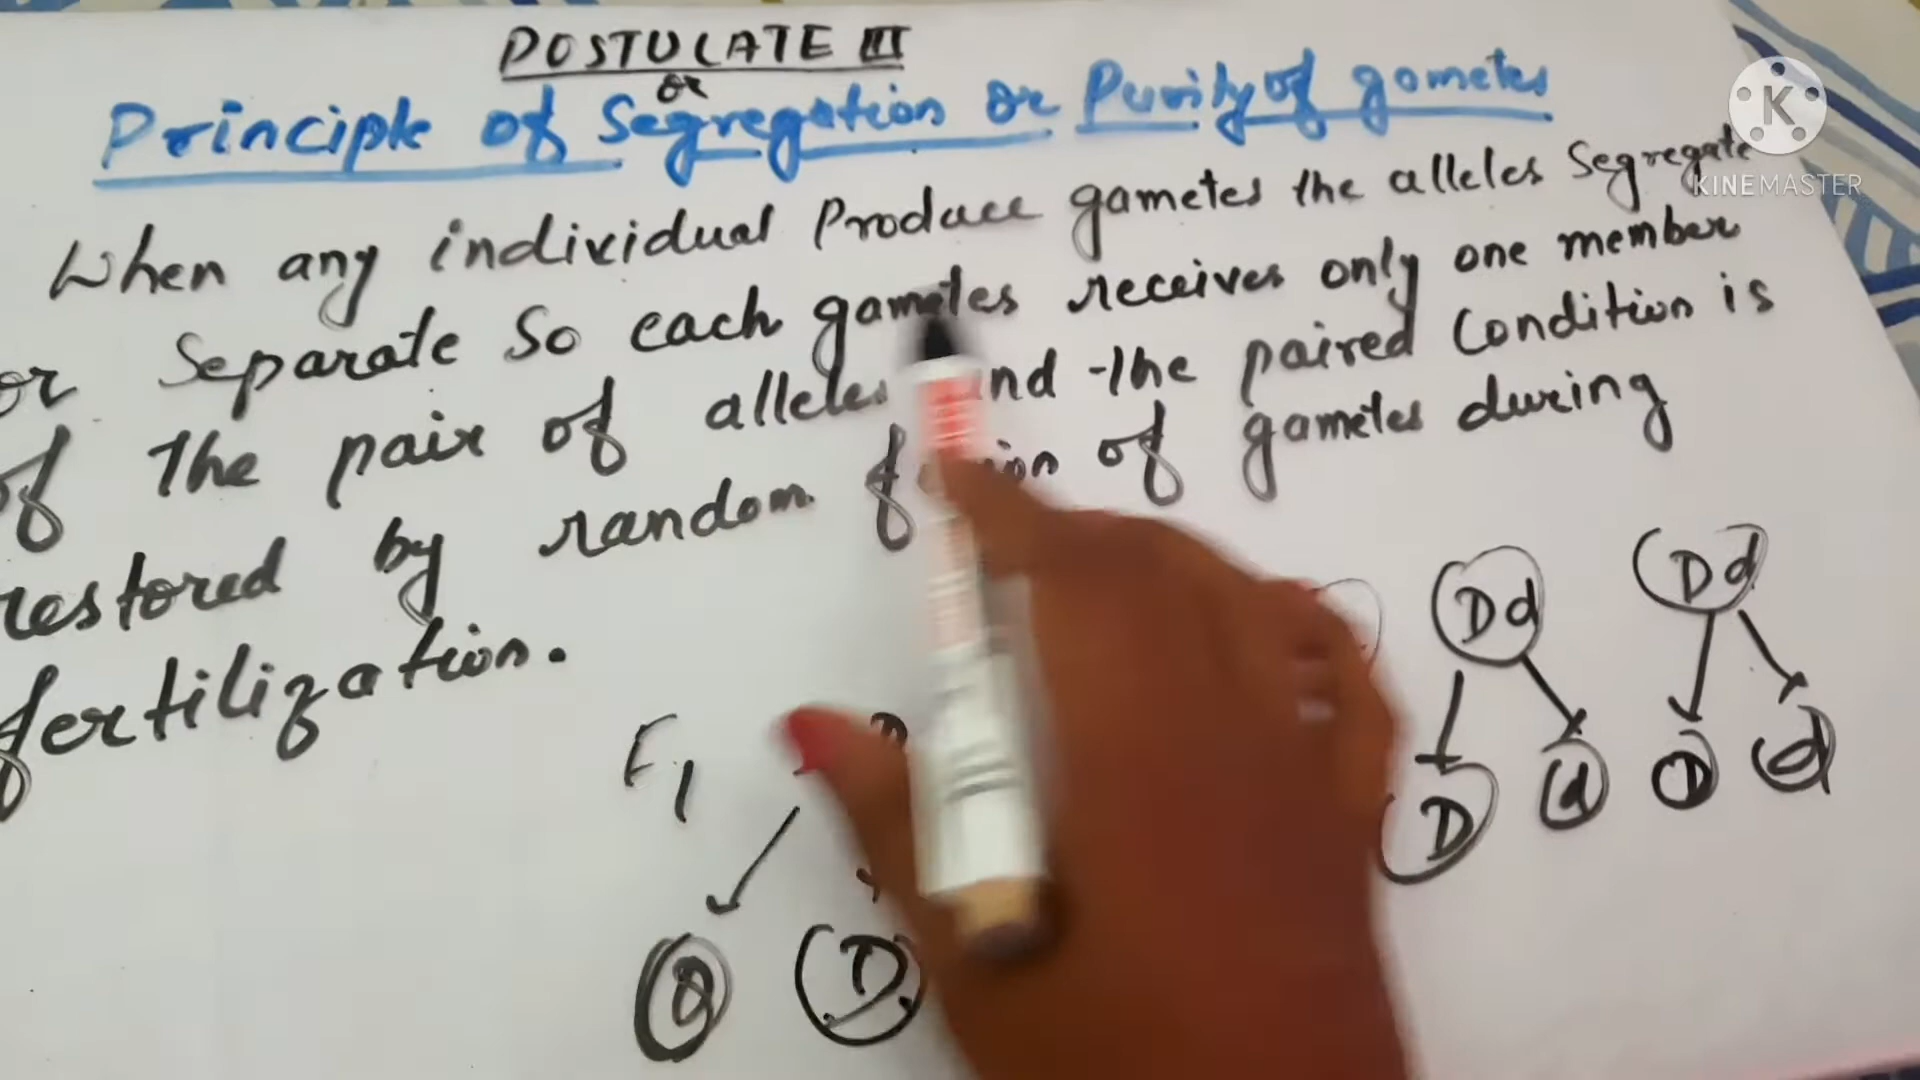 POSTULATE III
or
Principle of Segregation or Purity of gametes
When any individual Produce gametes the alleles Segregate
or Separate So each gametes receives only one member
of The pair of alleles and the paired Condition is
restored by random of gametes during
fertilization.
Dd Dd
D d D d
F1
D
K
KINEMASTER